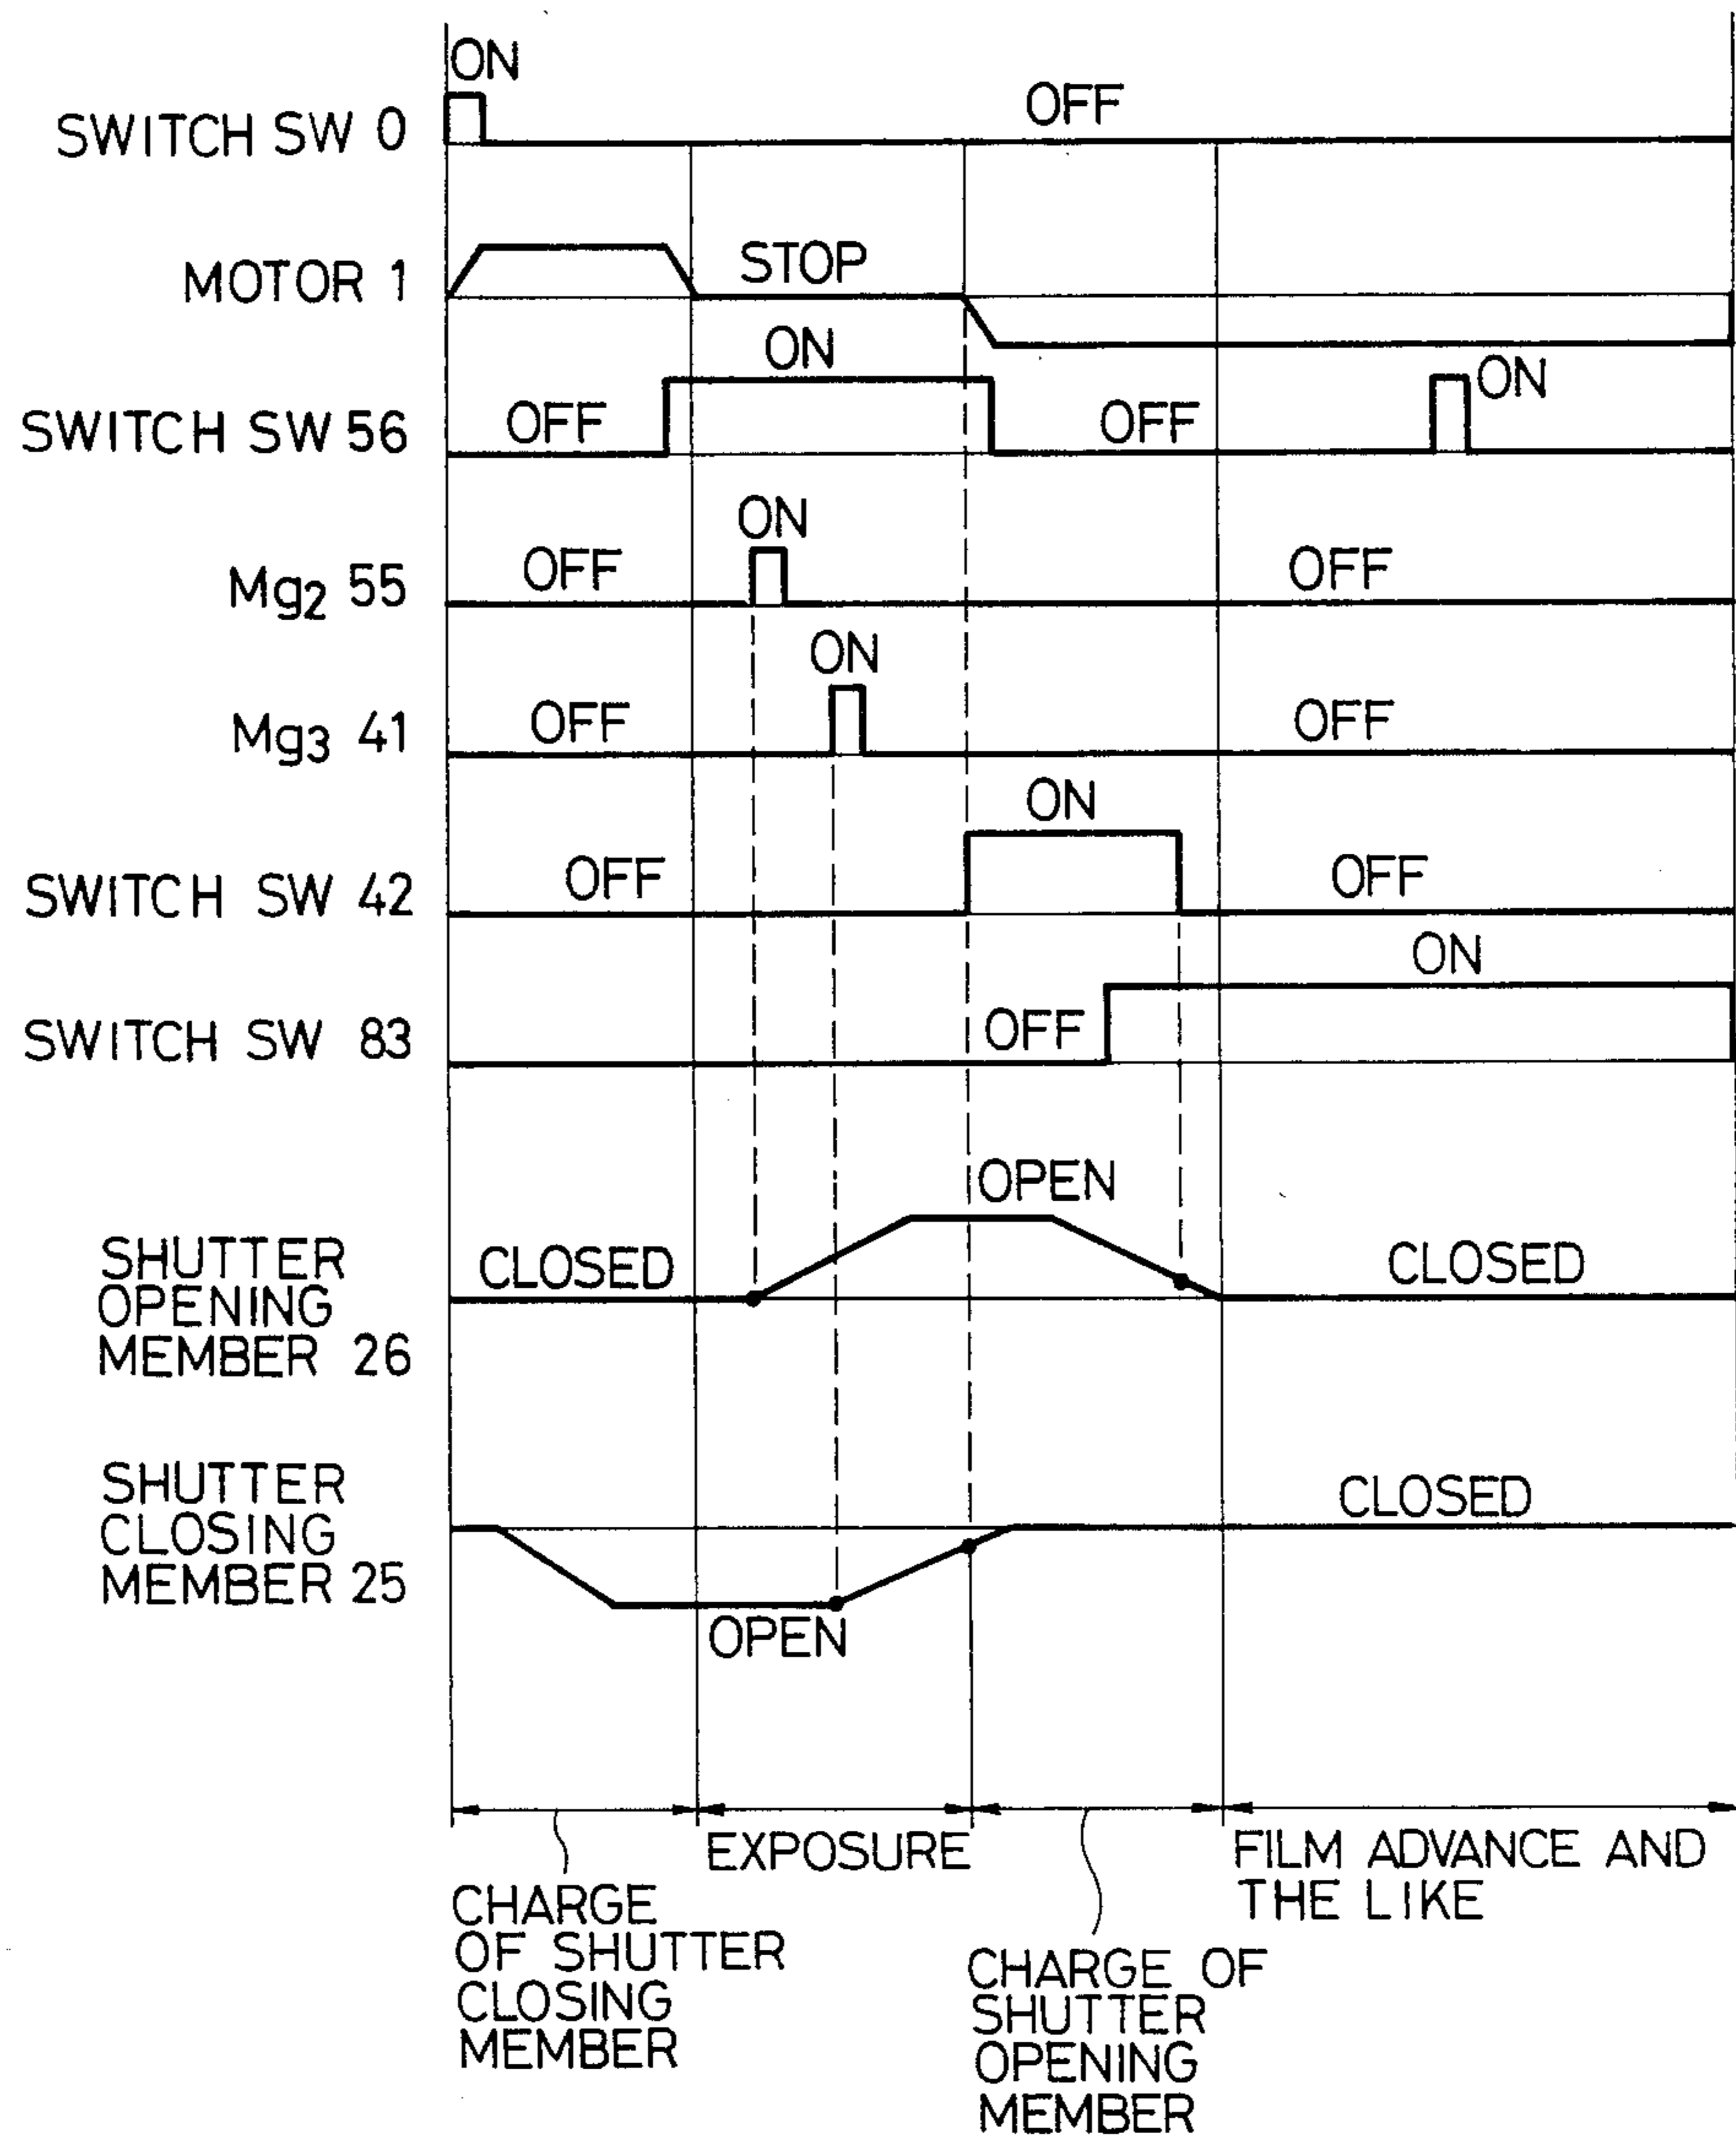 ON
OFF
SWITCH SW 0
STOP
MOTOR 1
ON
ON
OFF
OFF
SWITCH SW 56
ON
OFF
OFF
Mg2 55
ON
OFF
OFF
Mg3 41
ON
OFF
OFF
SWITCH SW 42
ON
OFF
SWITCH SW 83
OPEN
SHUTTER
OPENING
MEMBER 26
CLOSED
CLOSED
SHUTTER
CLOSING
MEMBER 25
CLOSED
OPEN
CHARGE
OF SHUTTER
CLOSING
MEMBER
EXPOSURE
CHARGE OF
SHUTTER
OPENING
MEMBER
FILM ADVANCE AND
THE LIKE